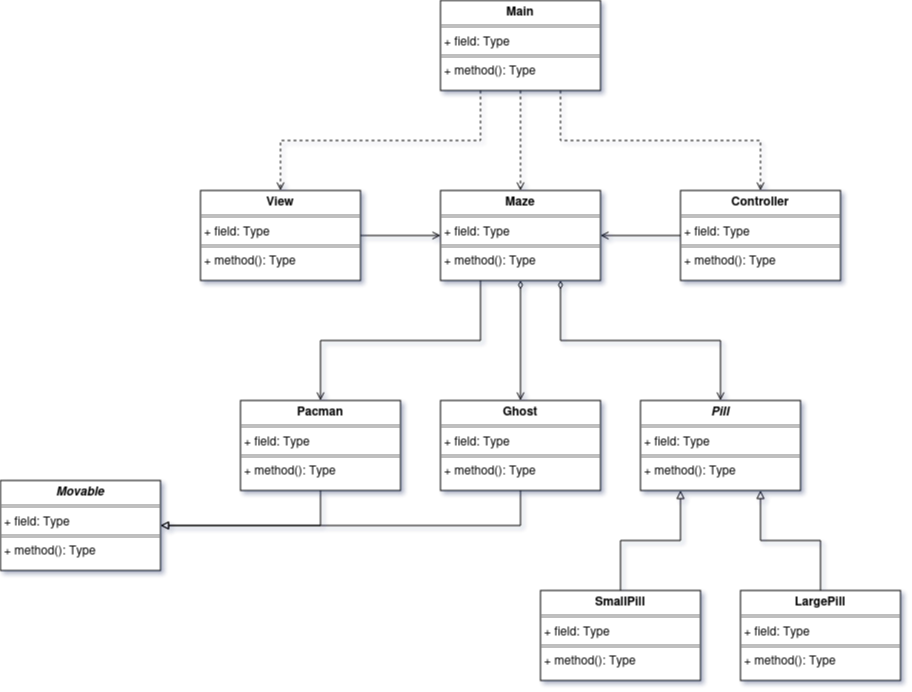 Main
+ field: Type
+ method(): Type
View
+ field: Type
+ method(): Type
Maze
+ field: Type
+ method(): Type
Controller
+ field: Type
+ method(): Type
Pacman
+ field: Type
+ method(): Type
Ghost
+ field: Type
+ method(): Type
Pill
+ field: Type
+ method(): Type
Movable
+ field: Type
+ method(): Type
SmallPill
+ field: Type
+ method(): Type
LargePill
+ field: Type
+ method(): Type